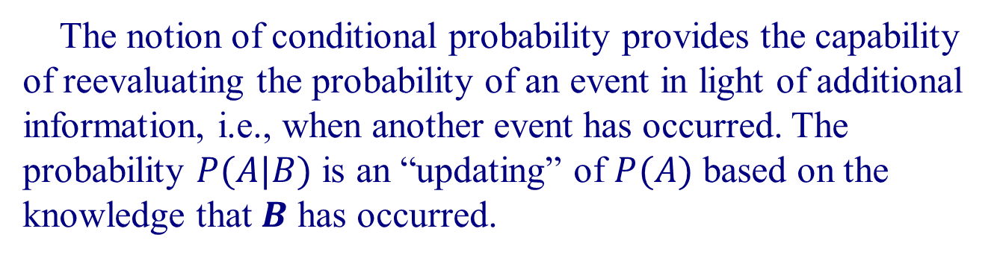 The notion of conditional probability provides the capability
of reevaluating the probability of an event in light of additional
information, i.e., when another event has occurred. The
probability P(A|B) is an “updating” of P(A) based on the
knowledge that B has occurred.